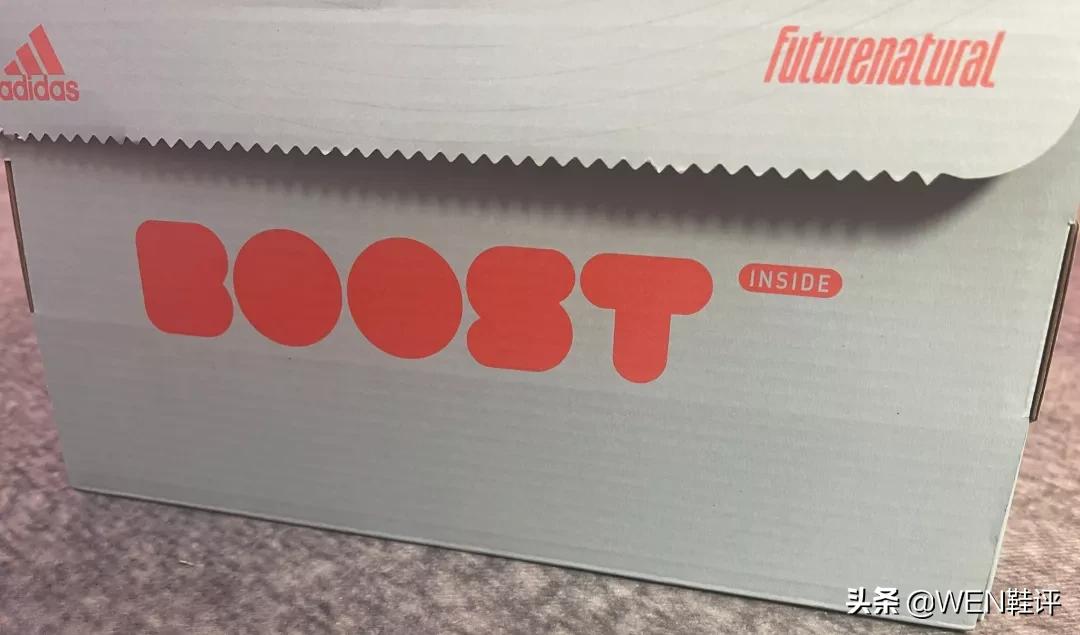 adidas
futurenatural
BOOST INSIDE
头条 @WEN鞋评